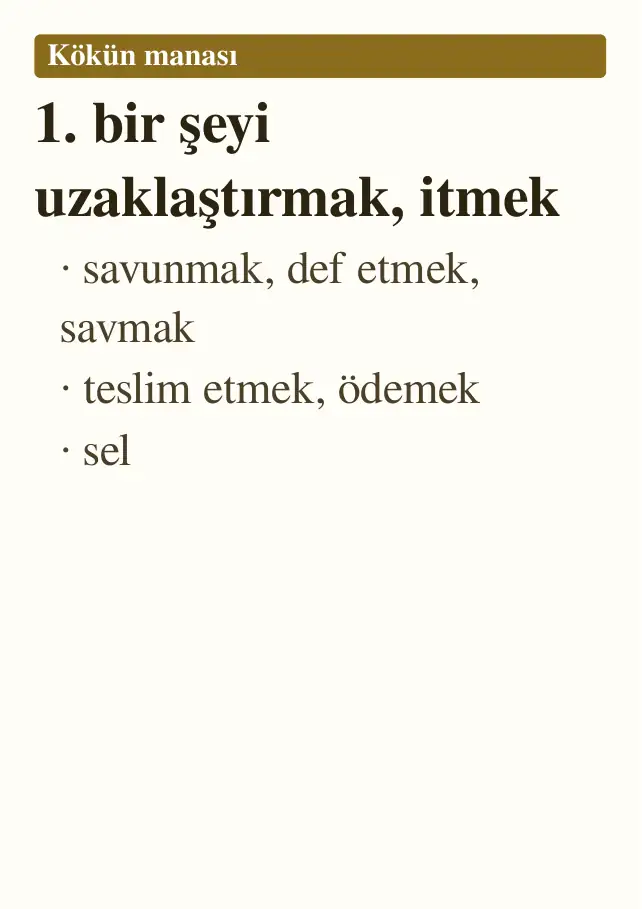 Kökün manası
1. bir şeyi
uzaklaştırmak, itmek
· savunmak, def etmek,
savmak
· teslim etmek, ödemek
· sel